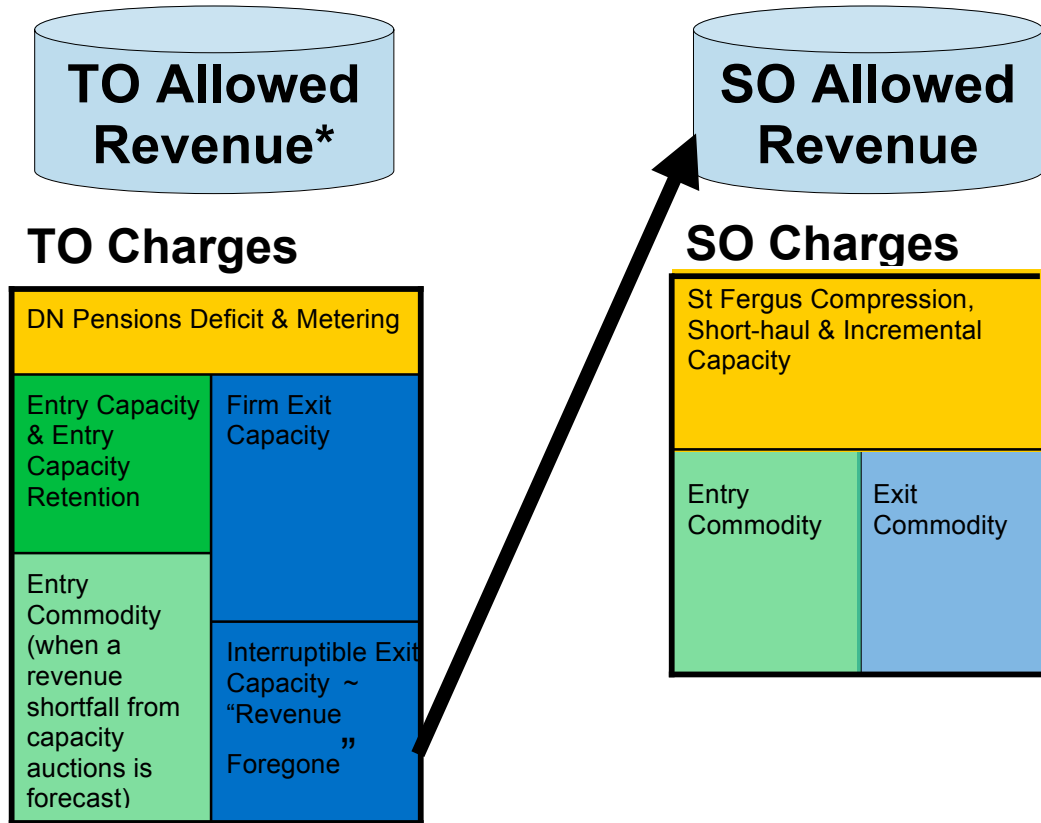 TO Allowed
Revenue*
SO Allowed
Revenue
TO Charges
DN Pensions Deficit & Metering
Entry Capacity
& Entry
Capacity
Retention
Firm Exit
Capacity
Entry
Commodity
(when a
revenue
shortfall from
capacity
auctions is
forecast)
Interruptible Exit
Capacity ~
“Revenue
Foregone”
SO Charges
St Fergus Compression,
Short-haul & Incremental
Capacity
Entry
Commodity
Exit
Commodity